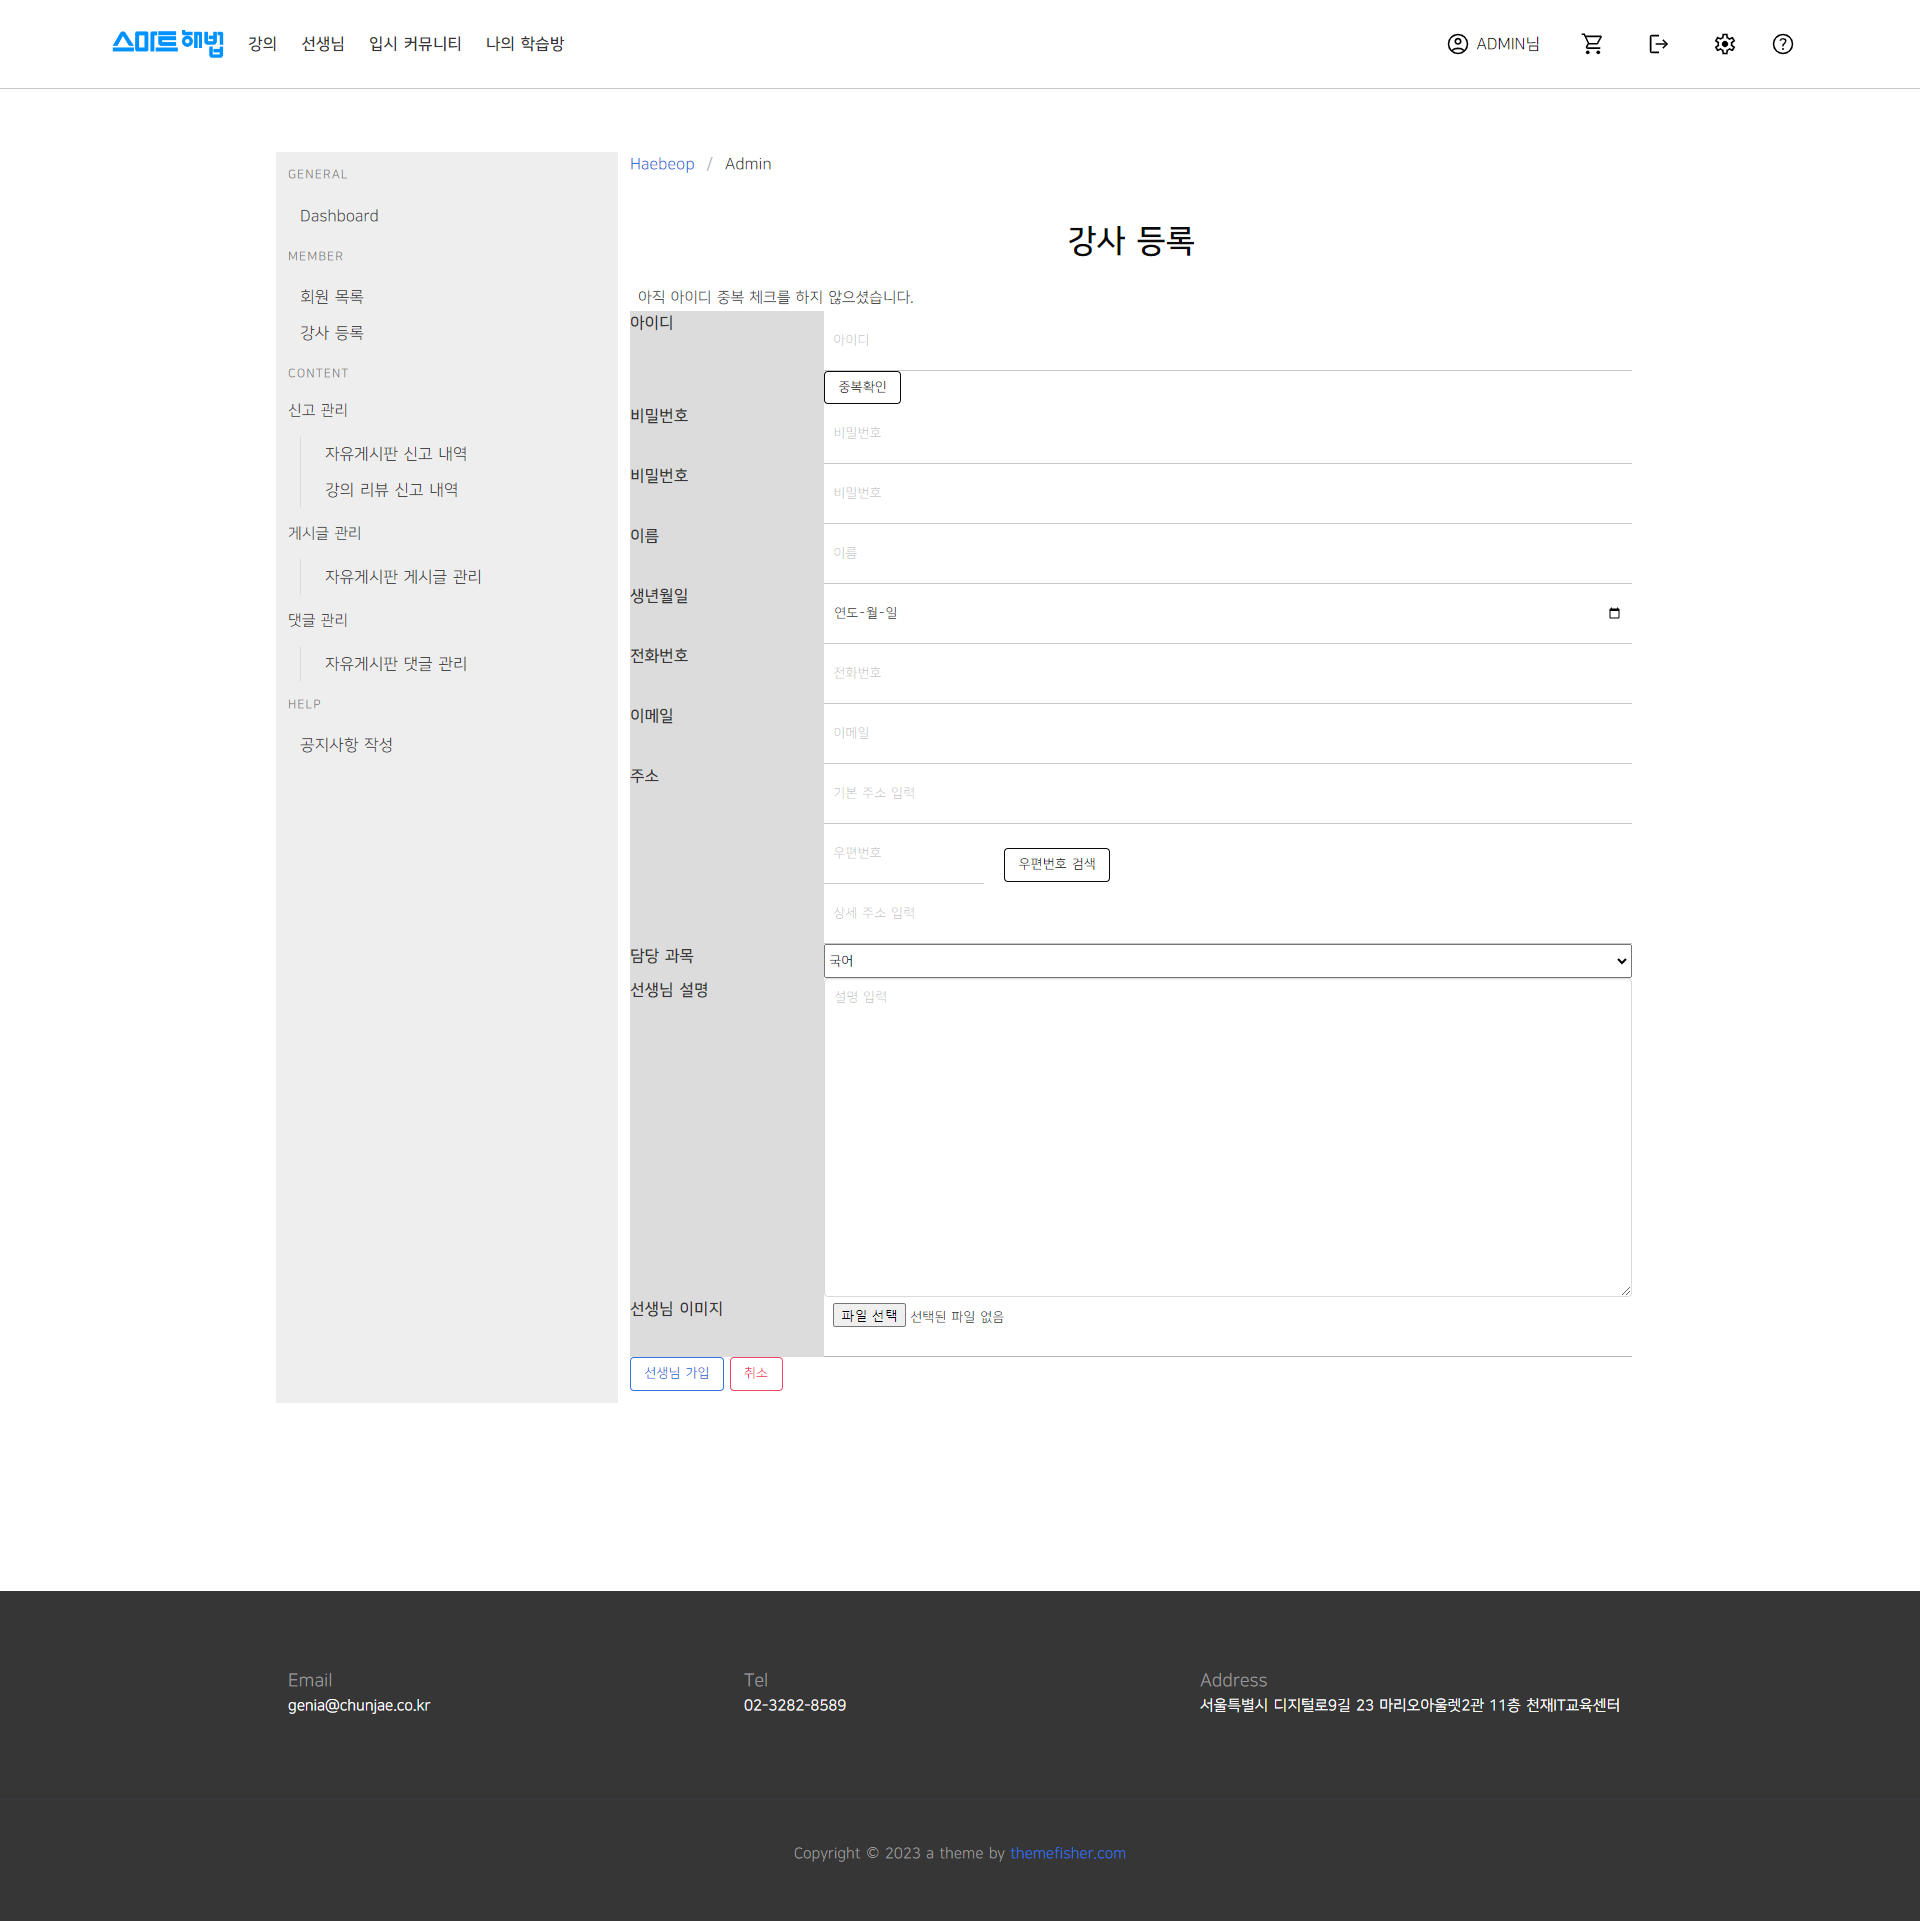 스마트해법 강의 선생님 입시 커뮤니티 나의 학습방 ADMIN님
GENERAL
Dashboard
MEMBER
회원 목록
강사 등록
CONTENT
신고 관리
자유게시판 신고 내역
강의 리뷰 신고 내역
게시글 관리
자유게시판 게시글 관리
댓글 관리
자유게시판 댓글 관리
HELP
공지사항 작성
Haebeop / Admin
강사 등록
아직 아이디 중복 체크를 하지 않으셨습니다.
아이디 아이디
중복확인
비밀번호 비밀번호
비밀번호 비밀번호
이름 이름
생년월일 연도-월-일
전화번호 전화번호
이메일 이메일
주소 기본 주소 입력
우편번호 우편번호 검색
상세 주소 입력
담당 과목 국어
선생님 설명 설명 입력
선생님 이미지 파일 선택 선택된 파일 없음
선생님 가입 취소
Email
genia@chunjae.co.kr
Tel
02-3282-8589
Address
서울특별시 디지털로9길 23 마리오아울렛2관 11층 천재IT교육센터
Copyright © 2023 a theme by themefisher.com